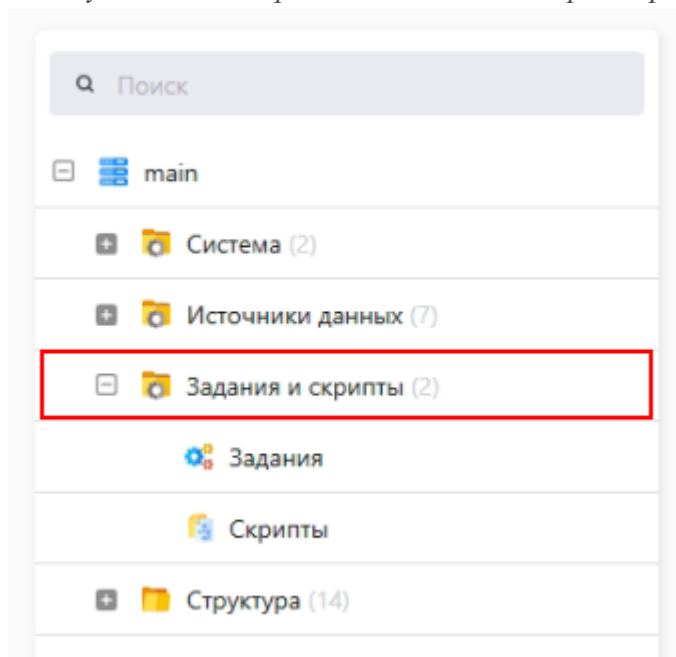 Поиск
main
Система (2)
Источники данных (7)
Задания и скрипты (2)
Задания
Скрипты
Структура (14)